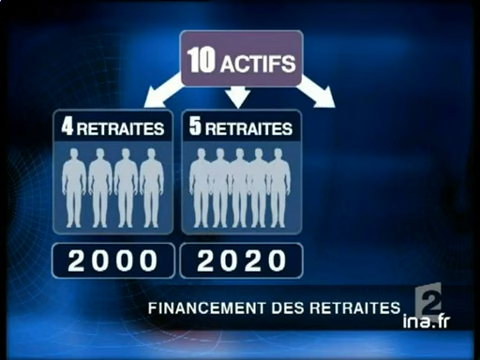 10 ACTIFS
4 RETRAITES
5 RETRAITES
2000
2020
FINANCEMENT DES RETRAITES
2
ina.fr